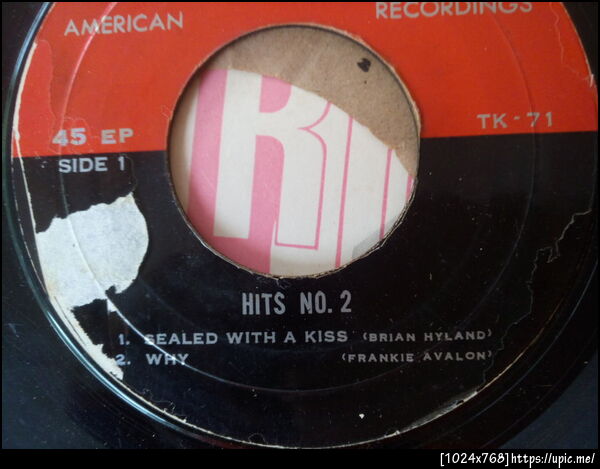 AMERICAN RECORDINGS
45 EP TK-71
SIDE 1
HITS NO. 2
1. SEALED WITH A KISS (BRIAN HYLAND)
2. WHY (FRANKIE AVALON)
[1024x768]https://upic.me/